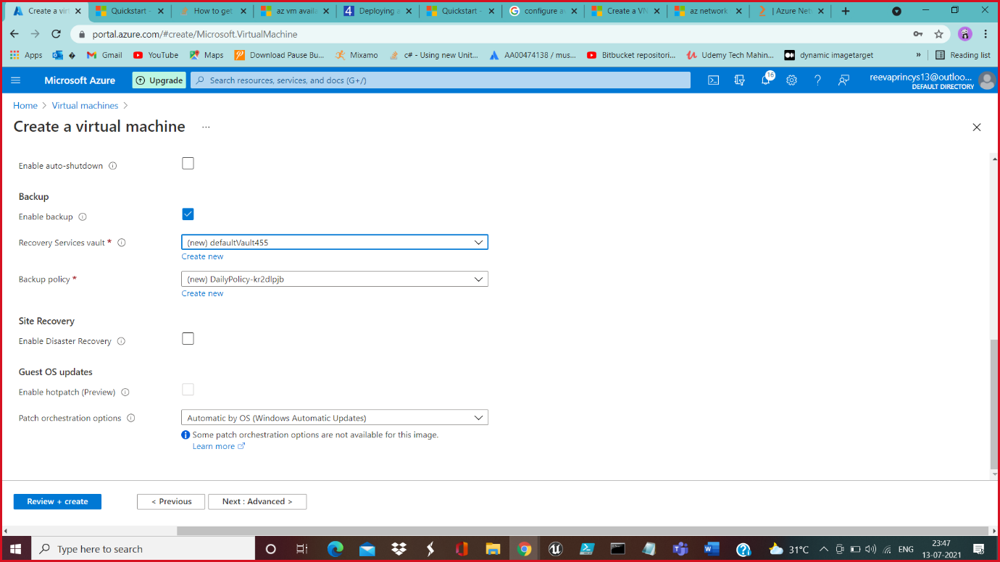 Create a virt
Quickstart -
How to get
az vm availa
Deploying a
Quickstart -
configure av
Create a VN
az network
| Azure Net
portal.azure.com/#create/Microsoft.VirtualMachine
Apps
Gmail
YouTube
Maps
Download Pause Bu...
Mixamo
c# - Using new Unit...
AA00474138 / mus...
Bitbucket repositori...
Udemy Tech Mahin...
dynamic imagetarget
»
Reading list
Microsoft Azure
Upgrade
Search resources, services, and docs (G+/)
16
reevaprincys13@outloo...
DEFAULT DIRECTORY
Home > Virtual machines >
Create a virtual machine ...
Enable auto-shutdown
Backup
Enable backup
Recovery Services vault *
(new) defaultVault455
Create new
Backup policy *
(new) DailyPolicy-kr2dlpjb
Create new
Site Recovery
Enable Disaster Recovery
Guest OS updates
Enable hotpatch (Preview)
Patch orchestration options
Automatic by OS (Windows Automatic Updates)
Some patch orchestration options are not available for this image.
Learn more
Review + create
< Previous
Next : Advanced >
Type here to search
31°C
ENG
23:47
13-07-2021